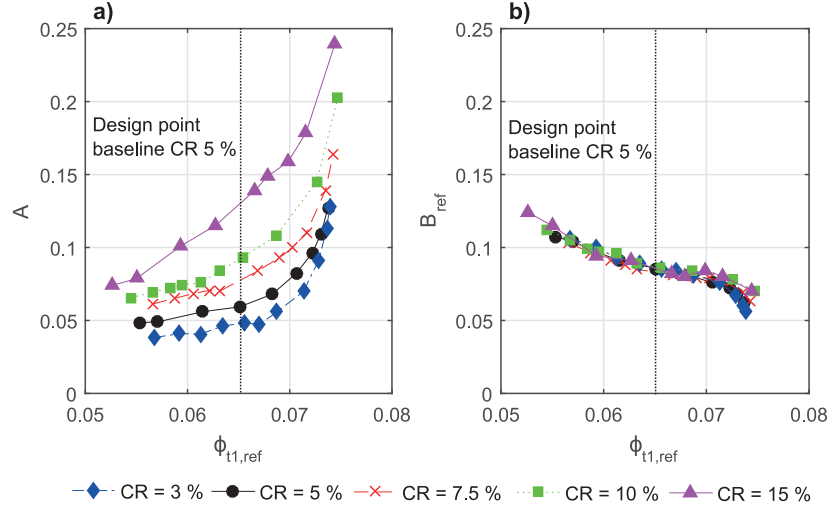 a)
0.25
0.2
0.15
0.1
0.05
0
A
Design point
baseline CR 5 %
0.05
0.06
0.07
0.08
ϕt1,ref
b)
0.25
0.2
0.15
0.1
0.05
0
Bref
Design point
baseline CR 5 %
0.05
0.06
0.07
0.08
ϕt1,ref
CR = 3 % CR = 5 % CR = 7.5 % CR = 10 % CR = 15 %